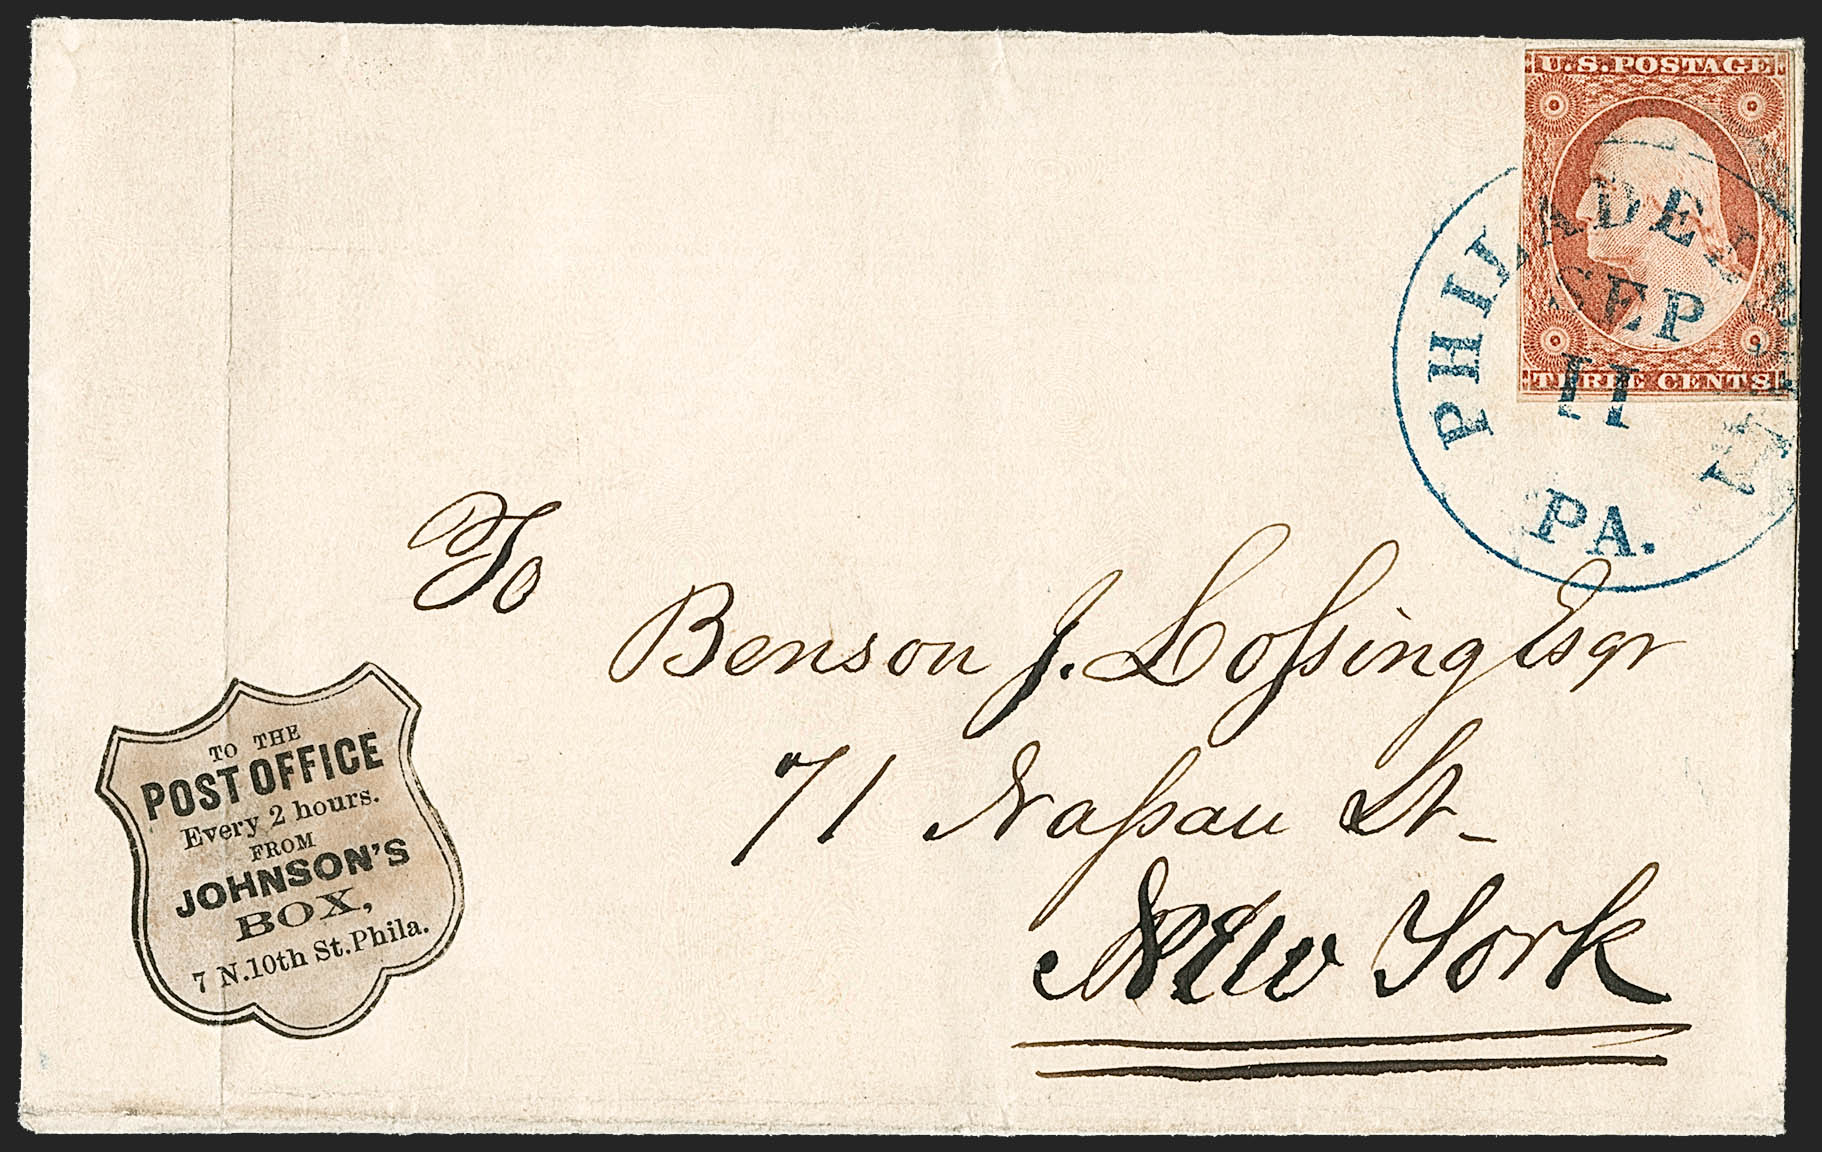 U.S. POSTAGE
THREE CENTS
PHILADELPHIA
SEP
11
PA.
To
Benson J. Loſsing Esqr
71 Naſsau St.
New York
TO THE
POST OFFICE
Every 2 hours.
FROM
JOHNSON'S
BOX,
7 N. 10th St. Phila.